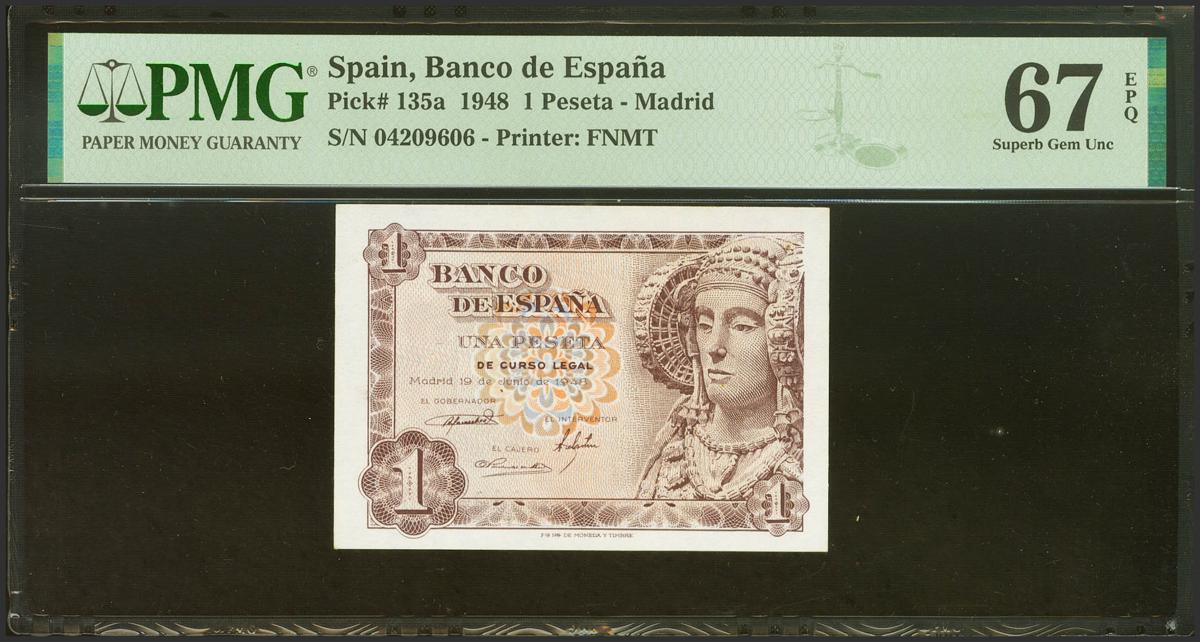 PMG®
PAPER MONEY GUARANTY
Spain, Banco de España
Pick# 135a 1948 1 Peseta - Madrid
S/N 04209606 - Printer: FNMT
67
EPQ
Superb Gem Unc
1
BANCO
DE ESPAÑA
UNA PESETA
DE CURSO LEGAL
Madrid 19 de Junio de 1948
EL GOBERNADOR
EL INTERVENTOR
EL CAJERO
1
1
DE MONEDA Y TIMBRE